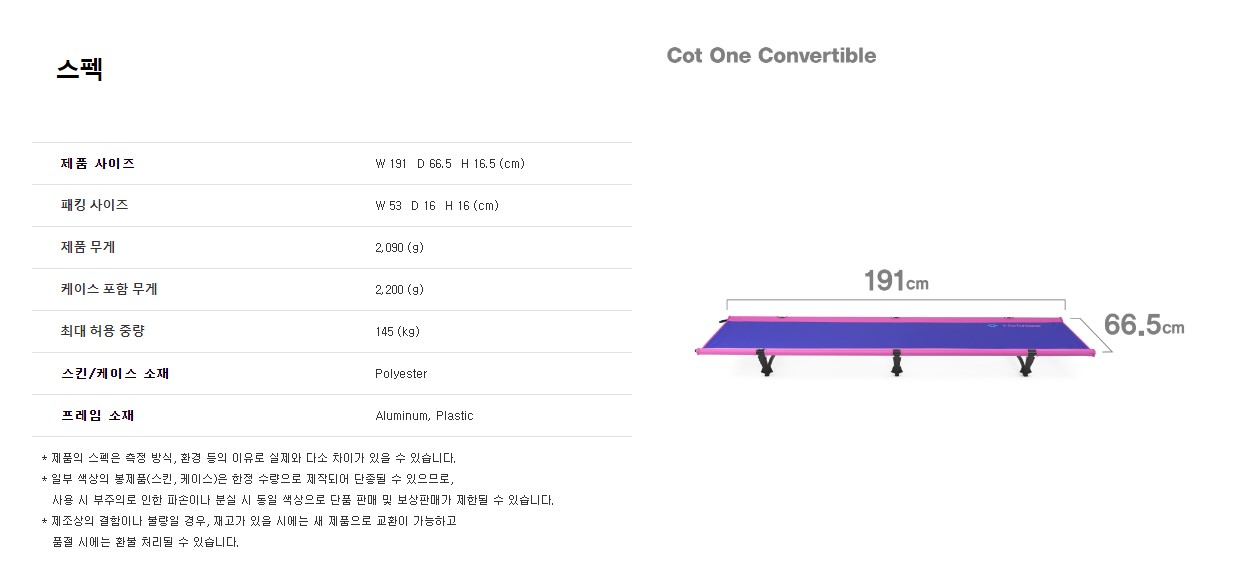 스펙
제품 사이즈 W 191 D 66.5 H 16.5 (cm)
패킹 사이즈 W 53 D 16 H 16 (cm)
제품 무게 2,090 (g)
케이스 포함 무게 2,200 (g)
최대 허용 중량 145 (kg)
스킨/케이스 소재 Polyester
프레임 소재 Aluminum, Plastic
* 제품의 스펙은 측정 방식, 환경 등의 이유로 실제와 다소 차이가 있을 수 있습니다.
* 일부 색상의 봉제품(스킨, 케이스)은 한정 수량으로 제작되어 단종될 수 있으므로,
사용 시 부주의로 인한 파손이나 분실 시 동일 색상으로 단품 판매 및 보상판매가 제한될 수 있습니다.
* 제조상의 결함이나 불량일 경우, 재고가 있을 시에는 새 제품으로 교환이 가능하고
품절 시에는 환불 처리될 수 있습니다.
Cot One Convertible
191cm
66.5cm